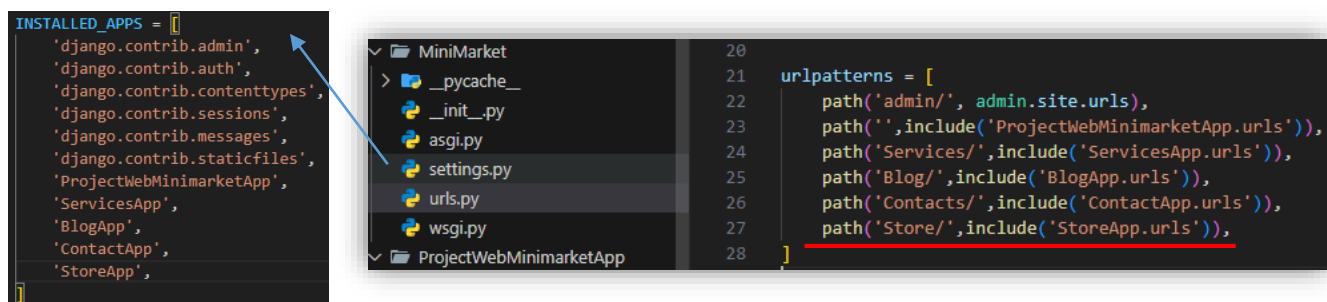 INSTALLED_APPS = [
'django.contrib.admin',
'django.contrib.auth',
'django.contrib.contenttypes',
'django.contrib.sessions',
'django.contrib.messages',
'django.contrib.staticfiles',
'ProjectWebMinimarketApp',
'ServicesApp',
'BlogApp',
'ContactApp',
'StoreApp',
]
MiniMarket
__pycache__
__init__.py
asgi.py
settings.py
urls.py
wsgi.py
ProjectWebMinimarketApp
20
21 urlpatterns = [
22 path('admin/', admin.site.urls),
23 path('',include('ProjectWebMinimarketApp.urls')),
24 path('Services/',include('ServicesApp.urls')),
25 path('Blog/',include('BlogApp.urls')),
26 path('Contacts/',include('ContactApp.urls')),
27 path('Store/',include('StoreApp.urls')),
28 ]